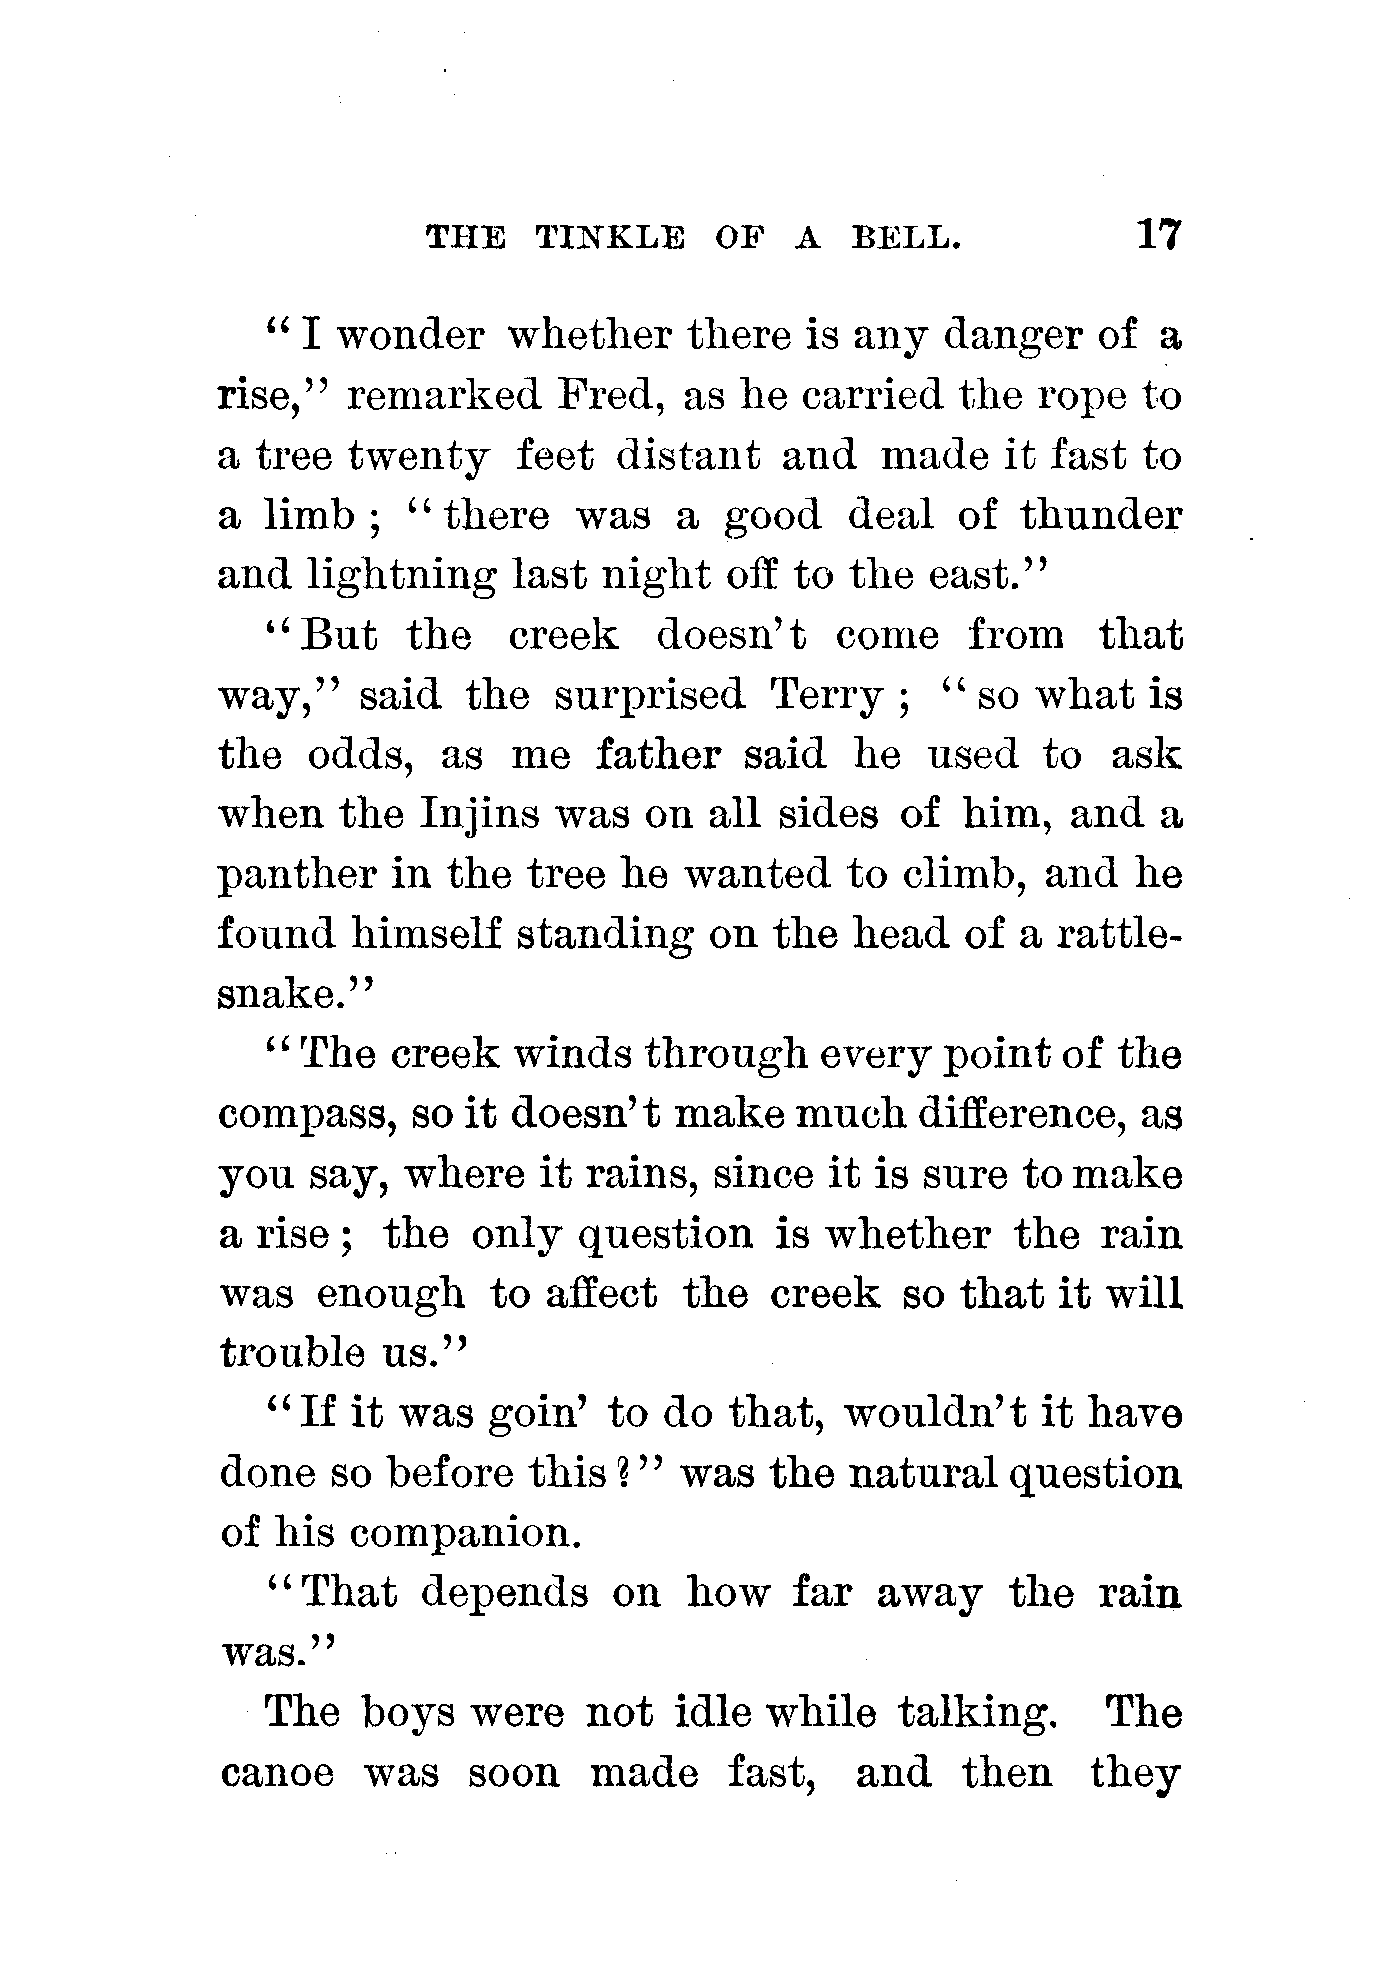 THE TINKLE OF A BELL. 17
“ I wonder whether there is any danger of a
rise,” remarked Fred, as he carried the rope to
a tree twenty feet distant and made it fast to
a limb ; “ there was a good deal of thunder
and lightning last night off to the east.”
“ But the creek doesn’t come from that
way,” said the surprised Terry ; “ so what is
the odds, as me father said he used to ask
when the Injins was on all sides of him, and a
panther in the tree he wanted to climb, and he
found himself standing on the head of a rattle-
snake.”
“ The creek winds through every point of the
compass, so it doesn’t make much difference, as
you say, where it rains, since it is sure to make
a rise ; the only question is whether the rain
was enough to affect the creek so that it will
trouble us.”
“ If it was goin’ to do that, wouldn’t it have
done so before this ?” was the natural question
of his companion.
“ That depends on how far away the rain
was.”
The boys were not idle while talking. The
canoe was soon made fast, and then they